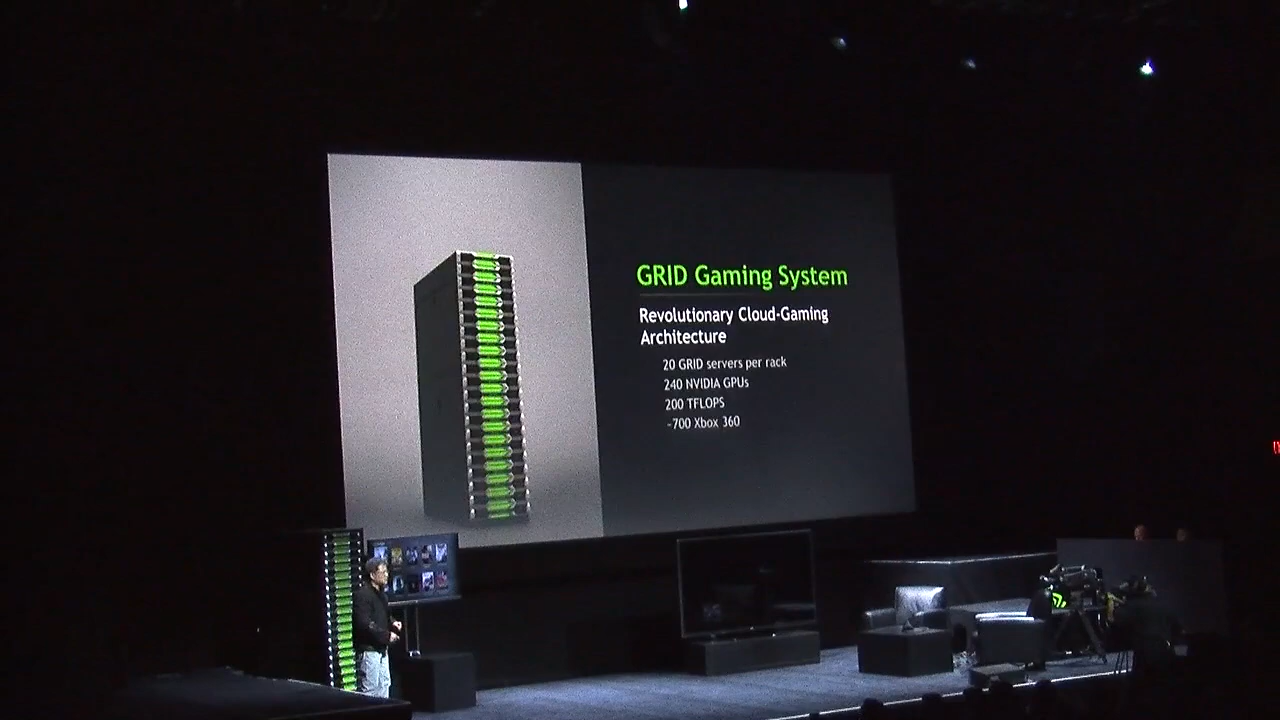 GRID Gaming System
Revolutionary Cloud-Gaming
Architecture
20 GRID servers per rack
240 NVIDIA GPUs
200 TFLOPS
~700 Xbox 360